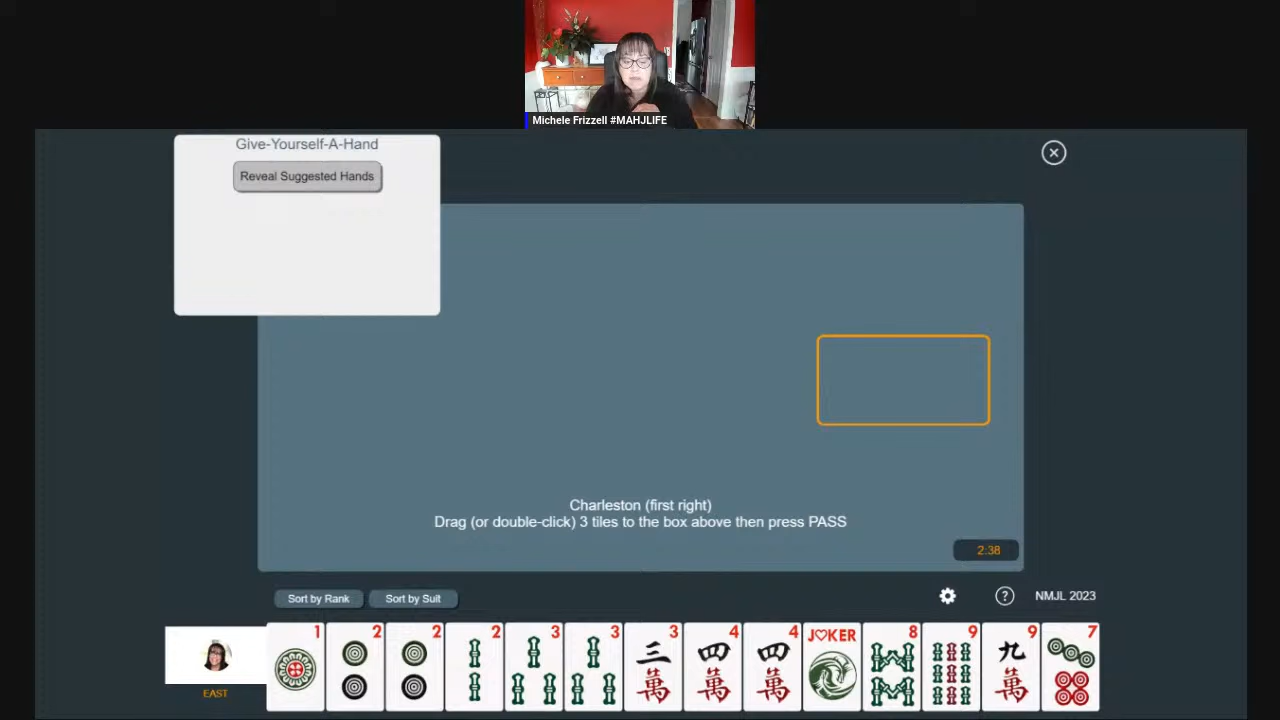 Michele Frizzell #MAHJLIFE
Give-Yourself-A-Hand
Reveal Suggested Hands
Charleston (first right)
Drag (or double-click) 3 tiles to the box above then press PASS
2:38
Sort by Rank
Sort by Suit
?
NMJL 2023
EAST
1
2
2
2
3
3
3
三萬
4
四萬
4
四萬
JOKER
8
9
9
九萬
7